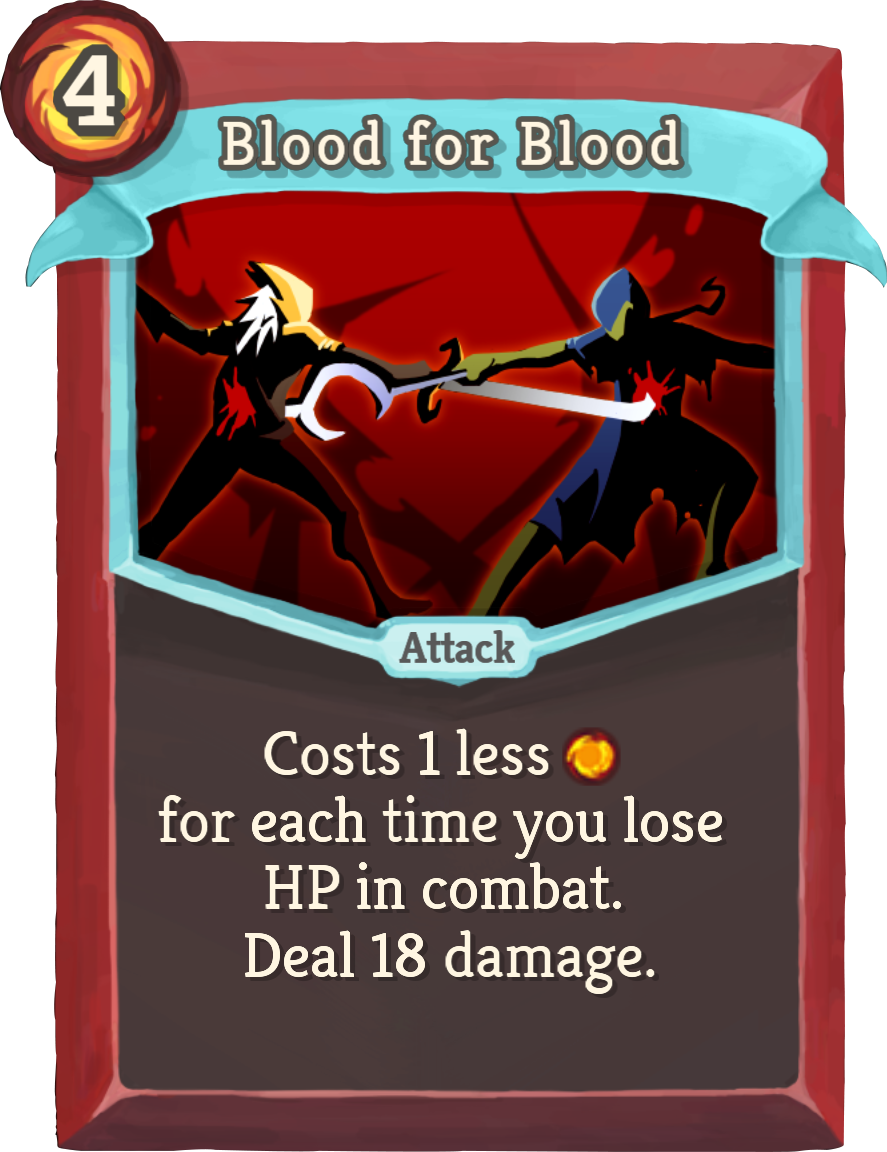 4
Blood for Blood
Attack
Costs 1 less
for each time you lose
HP in combat.
Deal 18 damage.